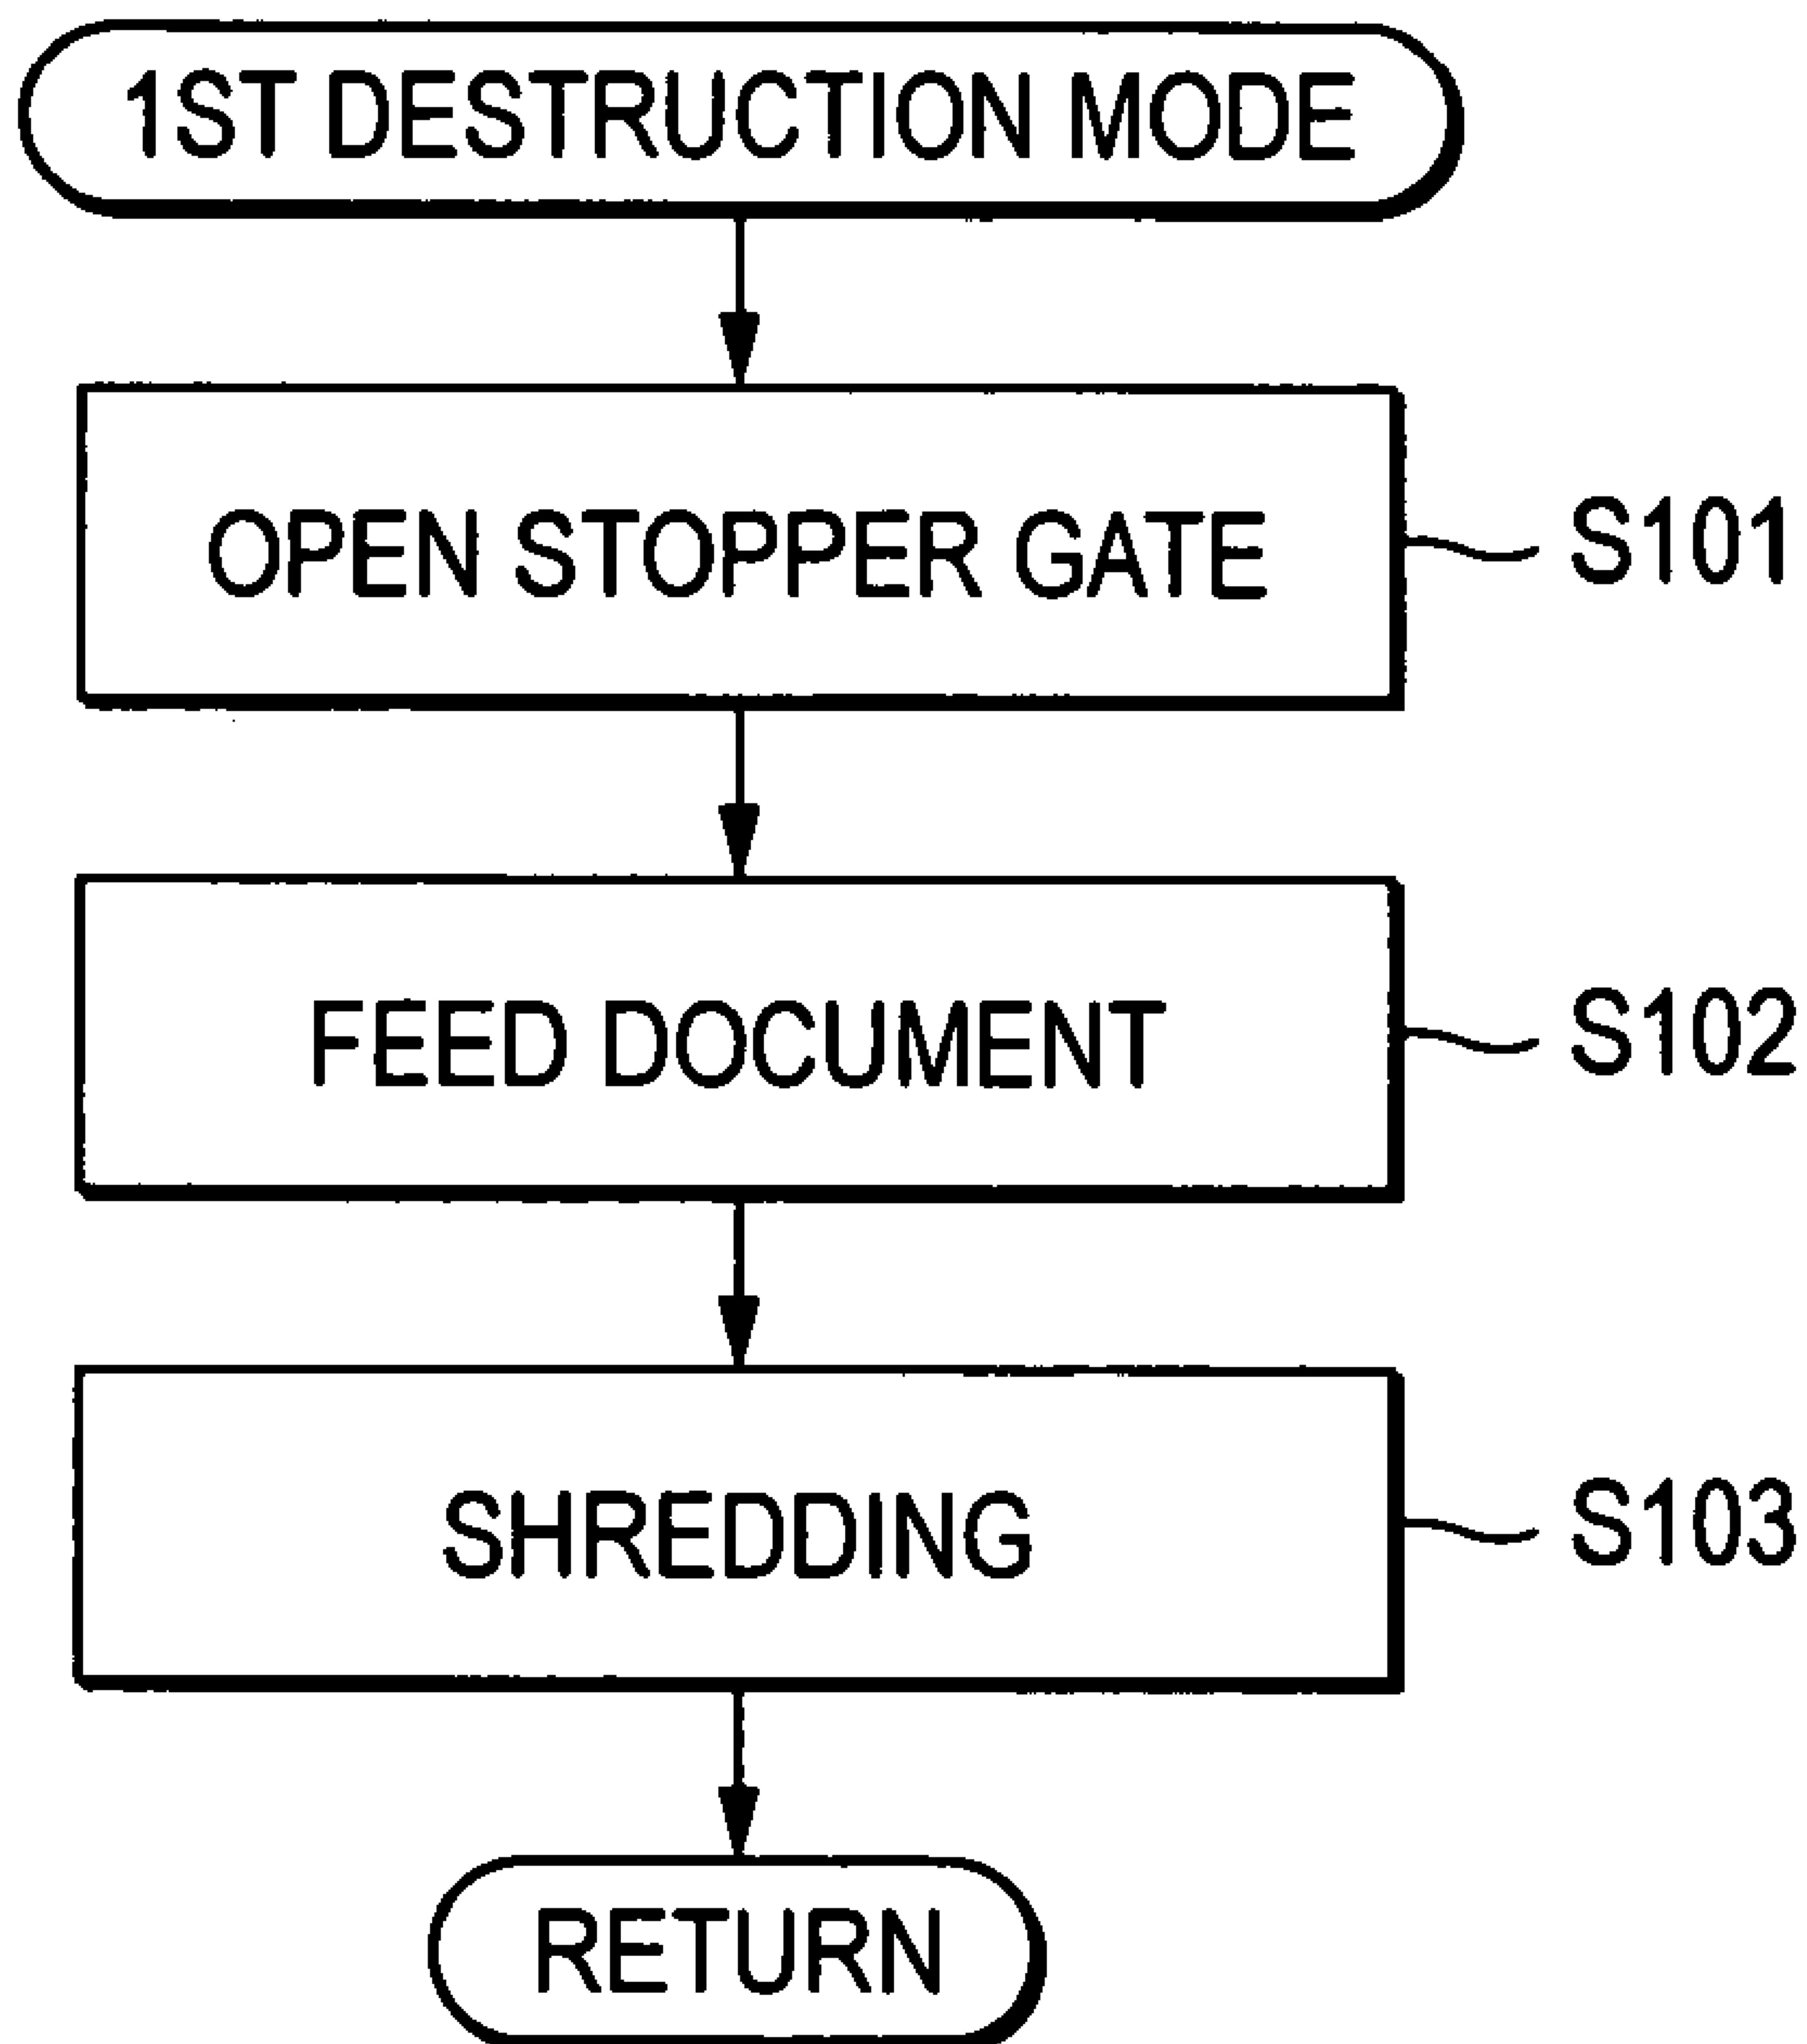 1ST DESTRUCTION MODE
OPEN STOPPER GATE
S101
FEED DOCUMENT
S102
SHREDDING
S103
RETURN